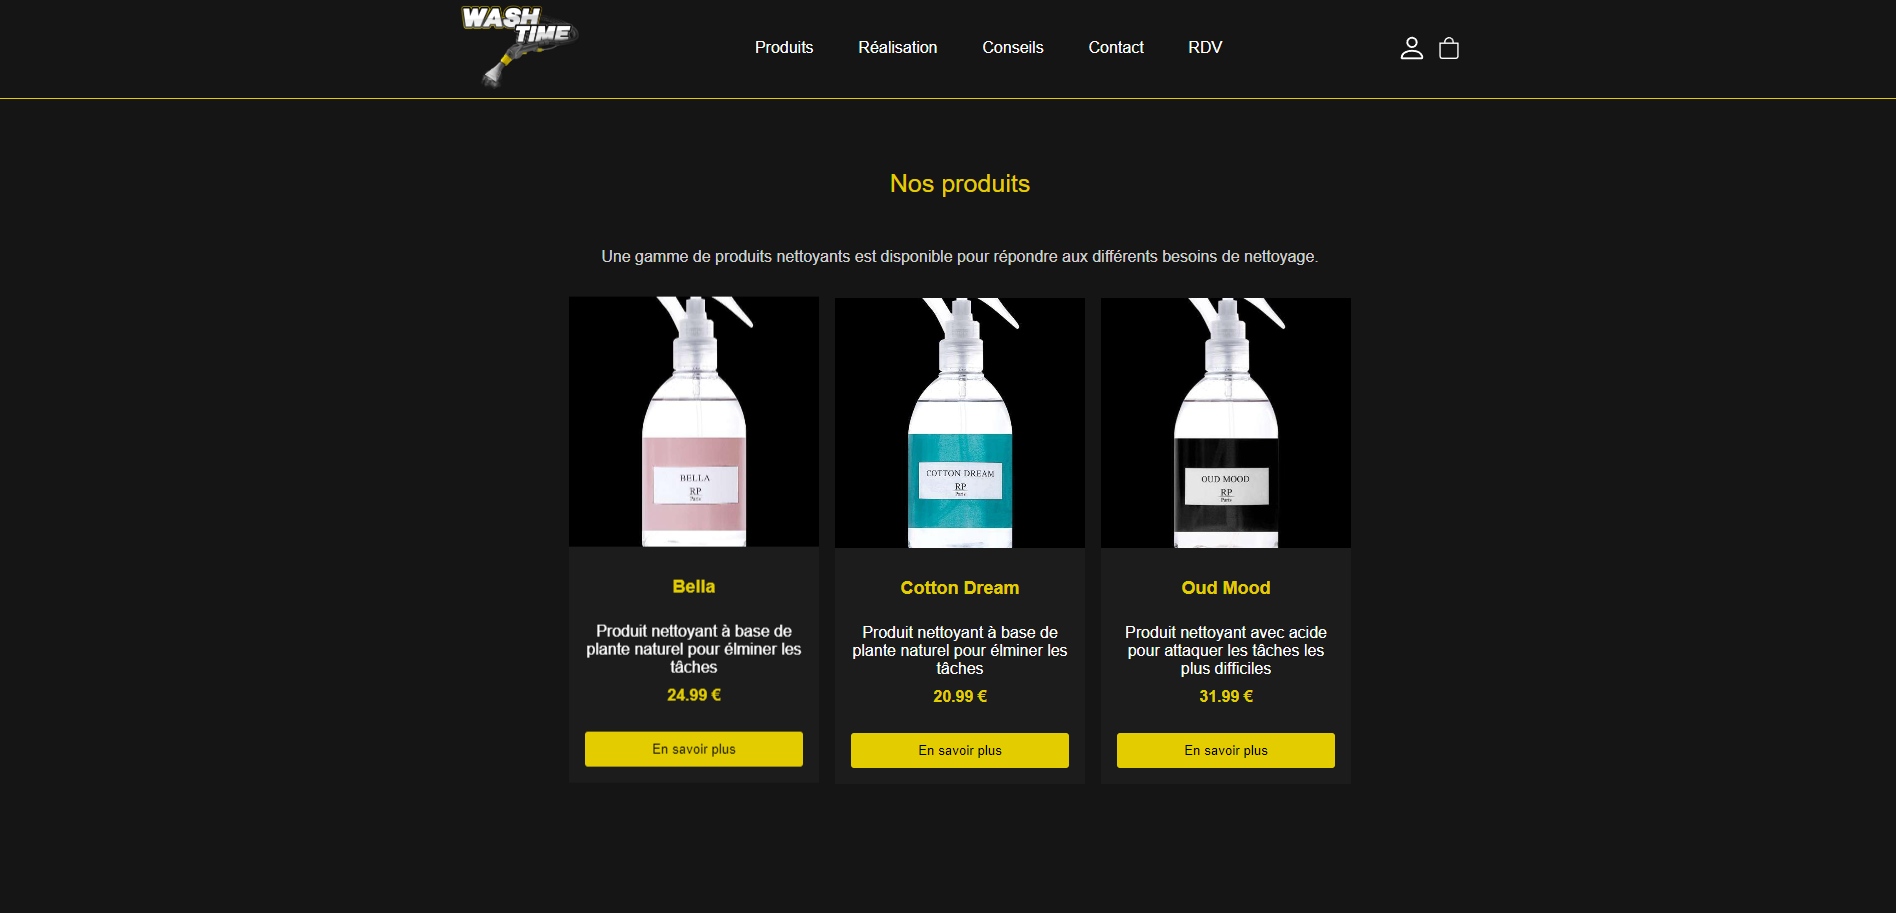 WASH
TIME
Produits
Réalisation
Conseils
Contact
RDV
Nos produits
Une gamme de produits nettoyants est disponible pour répondre aux différents besoins de nettoyage.
BELLA
RP
Paris
COTTON DREAM
RP
Paris
OUD MOOD
RP
Paris
Bella
Produit nettoyant à base de
plante naturel pour élminer les
tâches
24.99 €
En savoir plus
Cotton Dream
Produit nettoyant à base de
plante naturel pour élminer les
tâches
20.99 €
En savoir plus
Oud Mood
Produit nettoyant avec acide
pour attaquer les tâches les
plus difficiles
31.99 €
En savoir plus